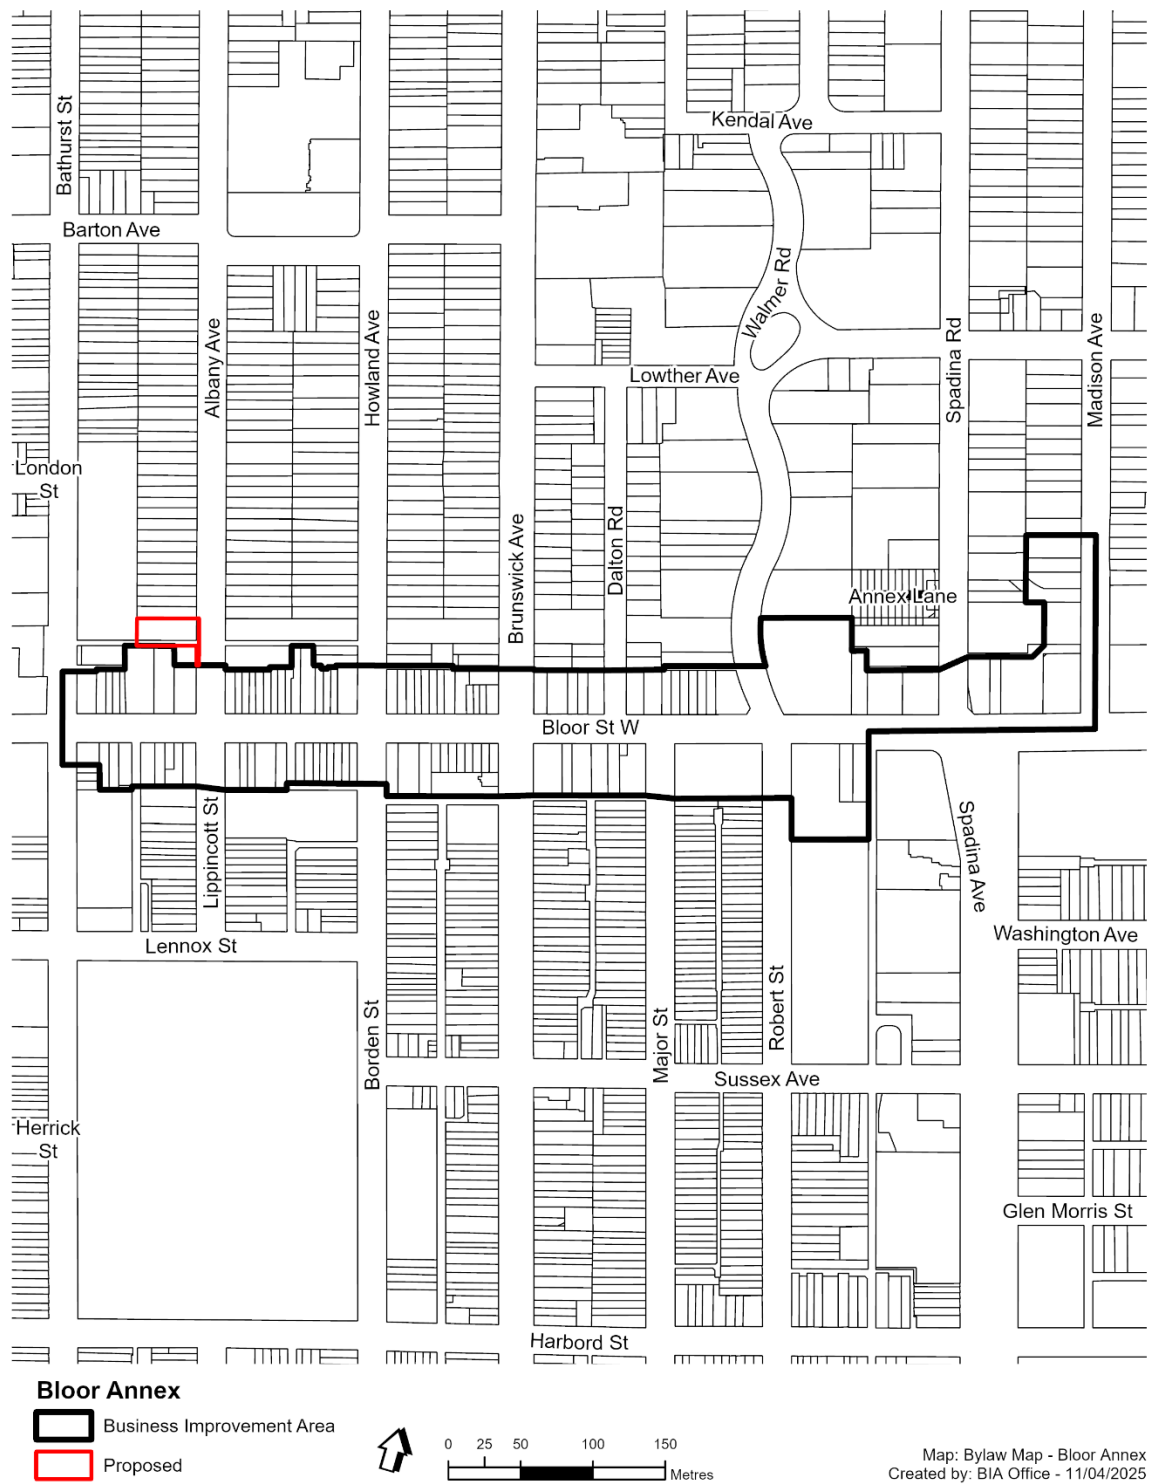 Kendal Ave
Bathurst St
Barton Ave
Walmer Rd
Albany Ave
Howland Ave
Lowther Ave
Spadina Rd
Madison Ave
London
St
Brunswick Ave
Dalton Rd
Annex Lane
Bloor St W
Lippincott St
Spadina Ave
Lennox St
Washington Ave
Borden St
Major St
Robert St
Sussex Ave
Herrick
St
Glen Morris St
Harbord St
Bloor Annex
Business Improvement Area
Proposed
0 25 50 100 150
Metres
Map: Bylaw Map - Bloor Annex
Created by: BIA Office - 11/04/2025